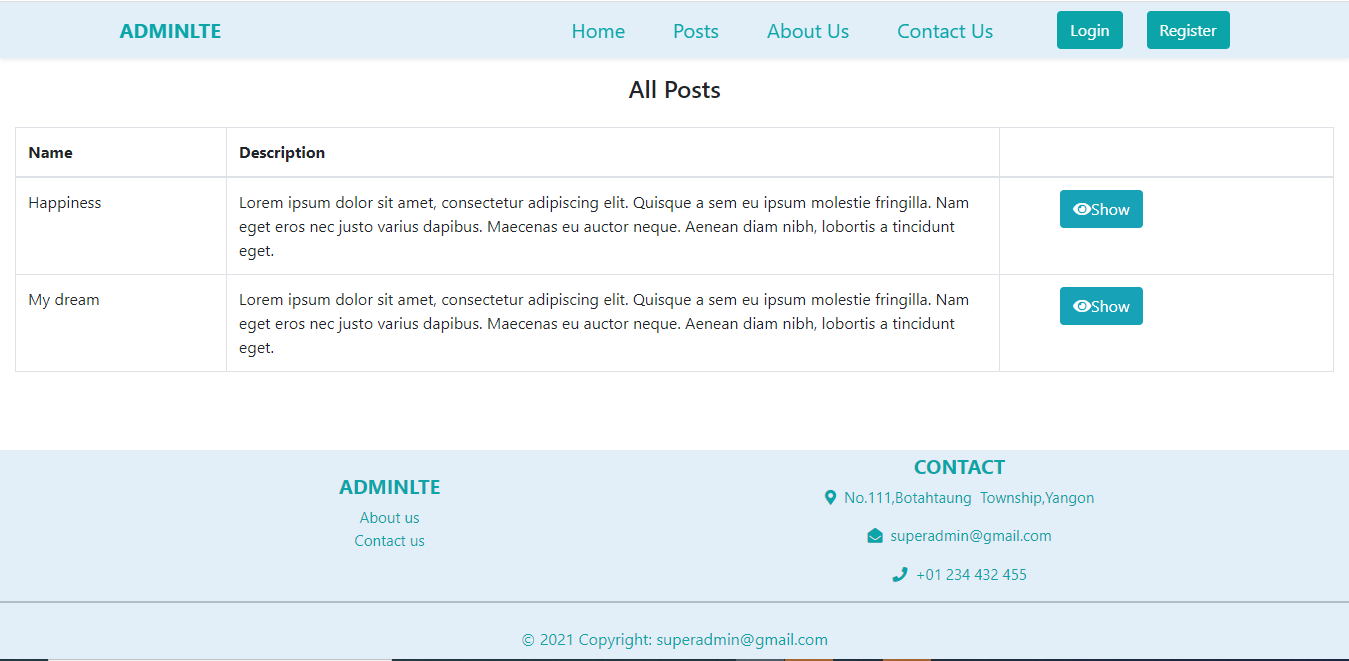 ADMINLTE Home Posts About Us Contact Us Login Register
All Posts
Name Description
Happiness Lorem ipsum dolor sit amet, consectetur adipiscing elit. Quisque a sem eu ipsum molestie fringilla. Nam Show
eget eros nec justo varius dapibus. Maecenas eu auctor neque. Aenean diam nibh, lobortis a tincidunt
eget.
My dream Lorem ipsum dolor sit amet, consectetur adipiscing elit. Quisque a sem eu ipsum molestie fringilla. Nam Show
eget eros nec justo varius dapibus. Maecenas eu auctor neque. Aenean diam nibh, lobortis a tincidunt
eget.
ADMINLTE
About us
Contact us
CONTACT
No.111,Botahtaung Township,Yangon
superadmin@gmail.com
+01 234 432 455
© 2021 Copyright: superadmin@gmail.com